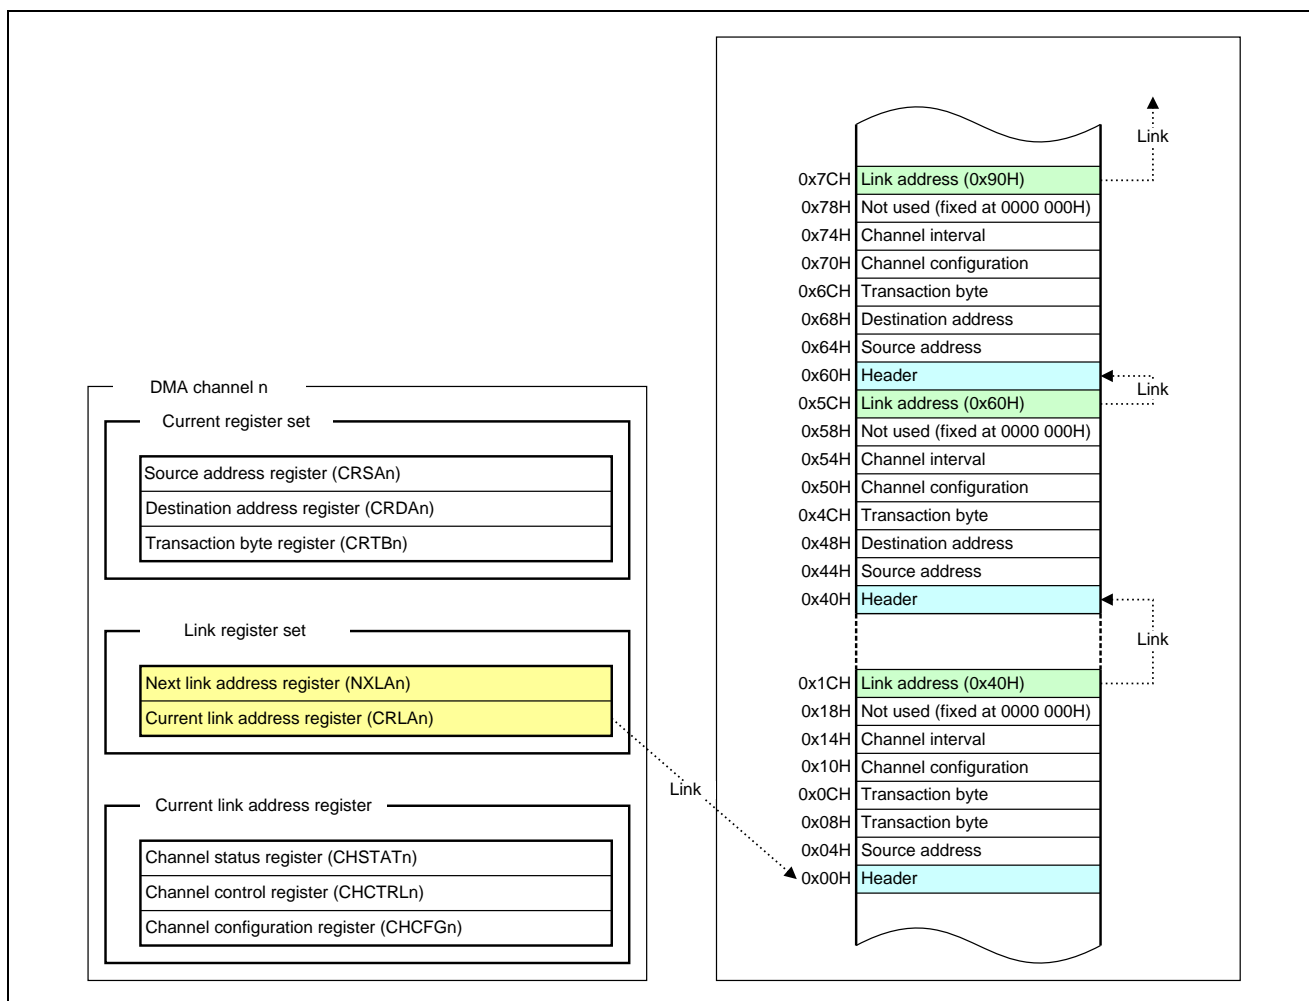 DMA channel n
Current register set
Source address register (CRSAn)
Destination address register (CRDAn)
Transaction byte register (CRTBn)
Link register set
Next link address register (NXLAn)
Current link address register (CRLAn)
Current link address register
Channel status register (CHSTATn)
Channel control register (CHCTRLn)
Channel configuration register (CHCFGn)
Link
Link
0x7CH Link address (0x90H)
0x78H Not used (fixed at 0000 000H)
0x74H Channel interval
0x70H Channel configuration
0x6CH Transaction byte
0x68H Destination address
0x64H Source address
0x60H Header
Link
0x5CH Link address (0x60H)
0x58H Not used (fixed at 0000 000H)
0x54H Channel interval
0x50H Channel configuration
0x4CH Transaction byte
0x48H Destination address
0x44H Source address
0x40H Header
Link
0x1CH Link address (0x40H)
0x18H Not used (fixed at 0000 000H)
0x14H Channel interval
0x10H Channel configuration
0x0CH Transaction byte
0x08H Transaction byte
0x04H Source address
0x00H Header